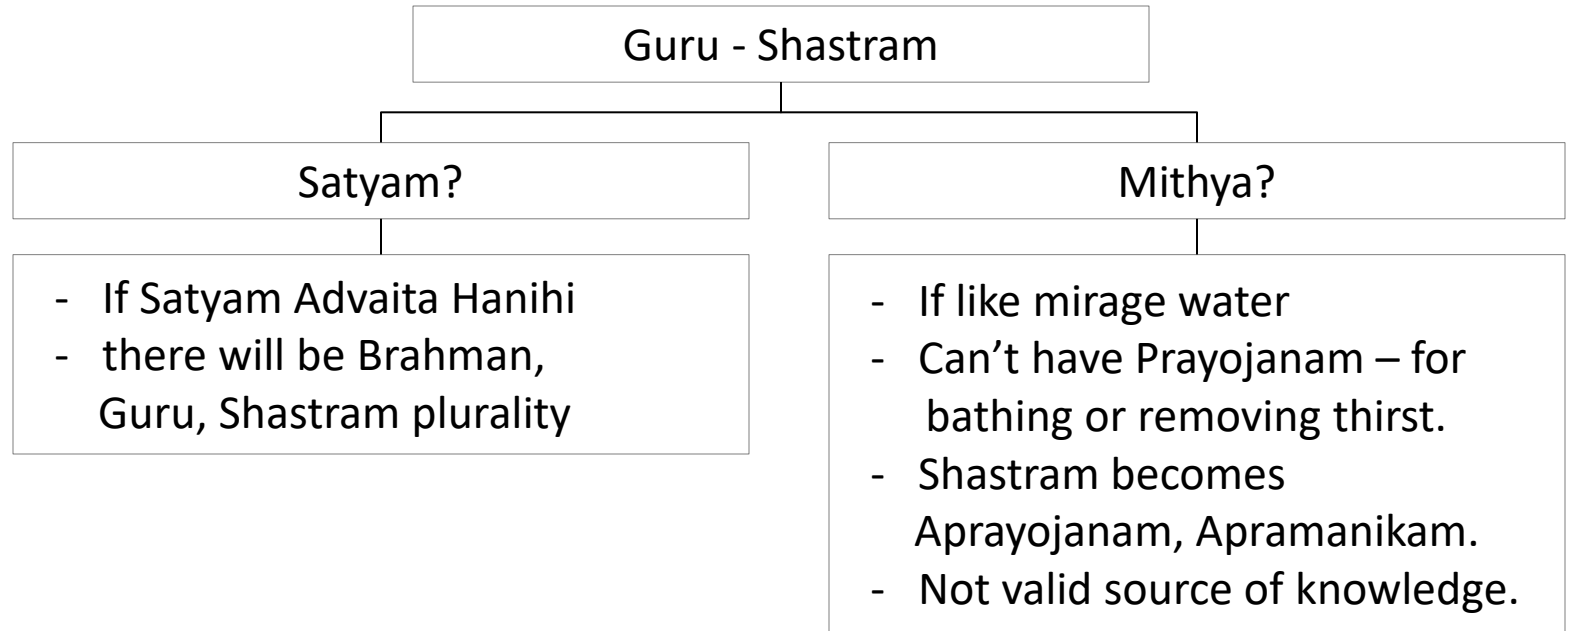 Guru - Shastram
Satyam?
Mithya?
- If Satyam Advaita Hanihi
- there will be Brahman,
Guru, Shastram plurality
- If like mirage water
- Can’t have Prayojanam – for
bathing or removing thirst.
- Shastram becomes
Aprayojanam, Apramanikam.
- Not valid source of knowledge.